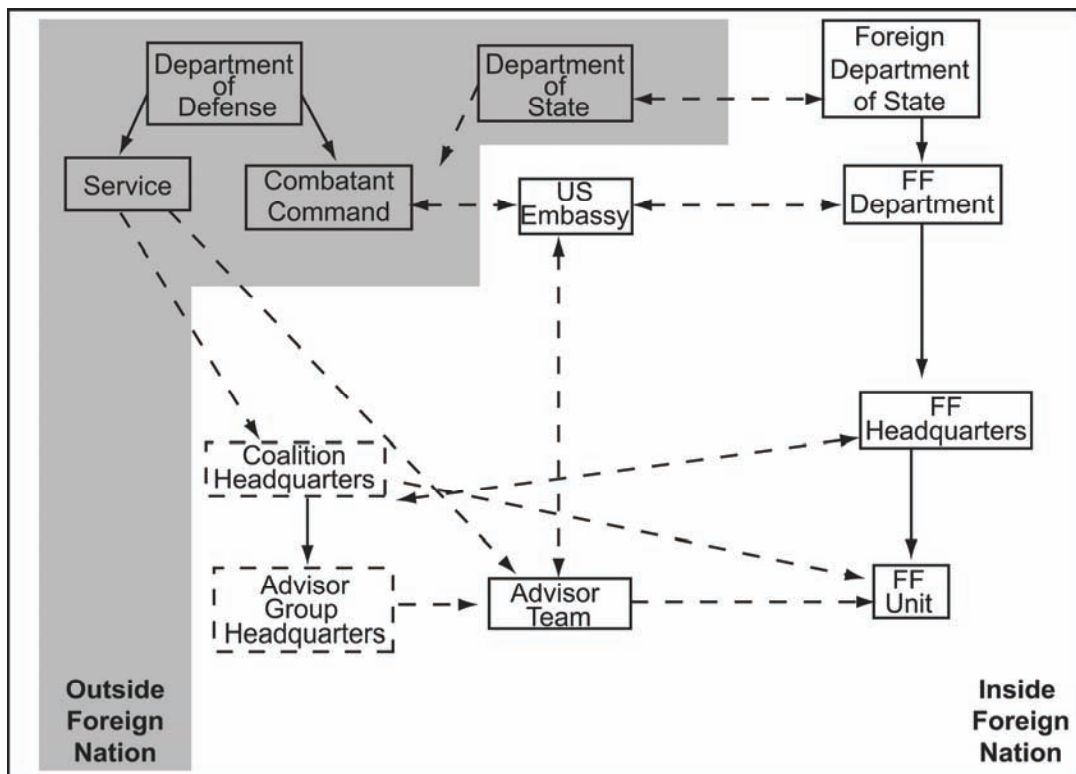 Department
of
Defense
Department
of
State
Foreign
Department
of State
Service
Combatant
Command
US
Embassy
FF
Department
FF
Headquarters
Coalition
Headquarters
Advisor
Group
Headquarters
Advisor
Team
FF
Unit
Outside
Foreign
Nation
Inside
Foreign
Nation